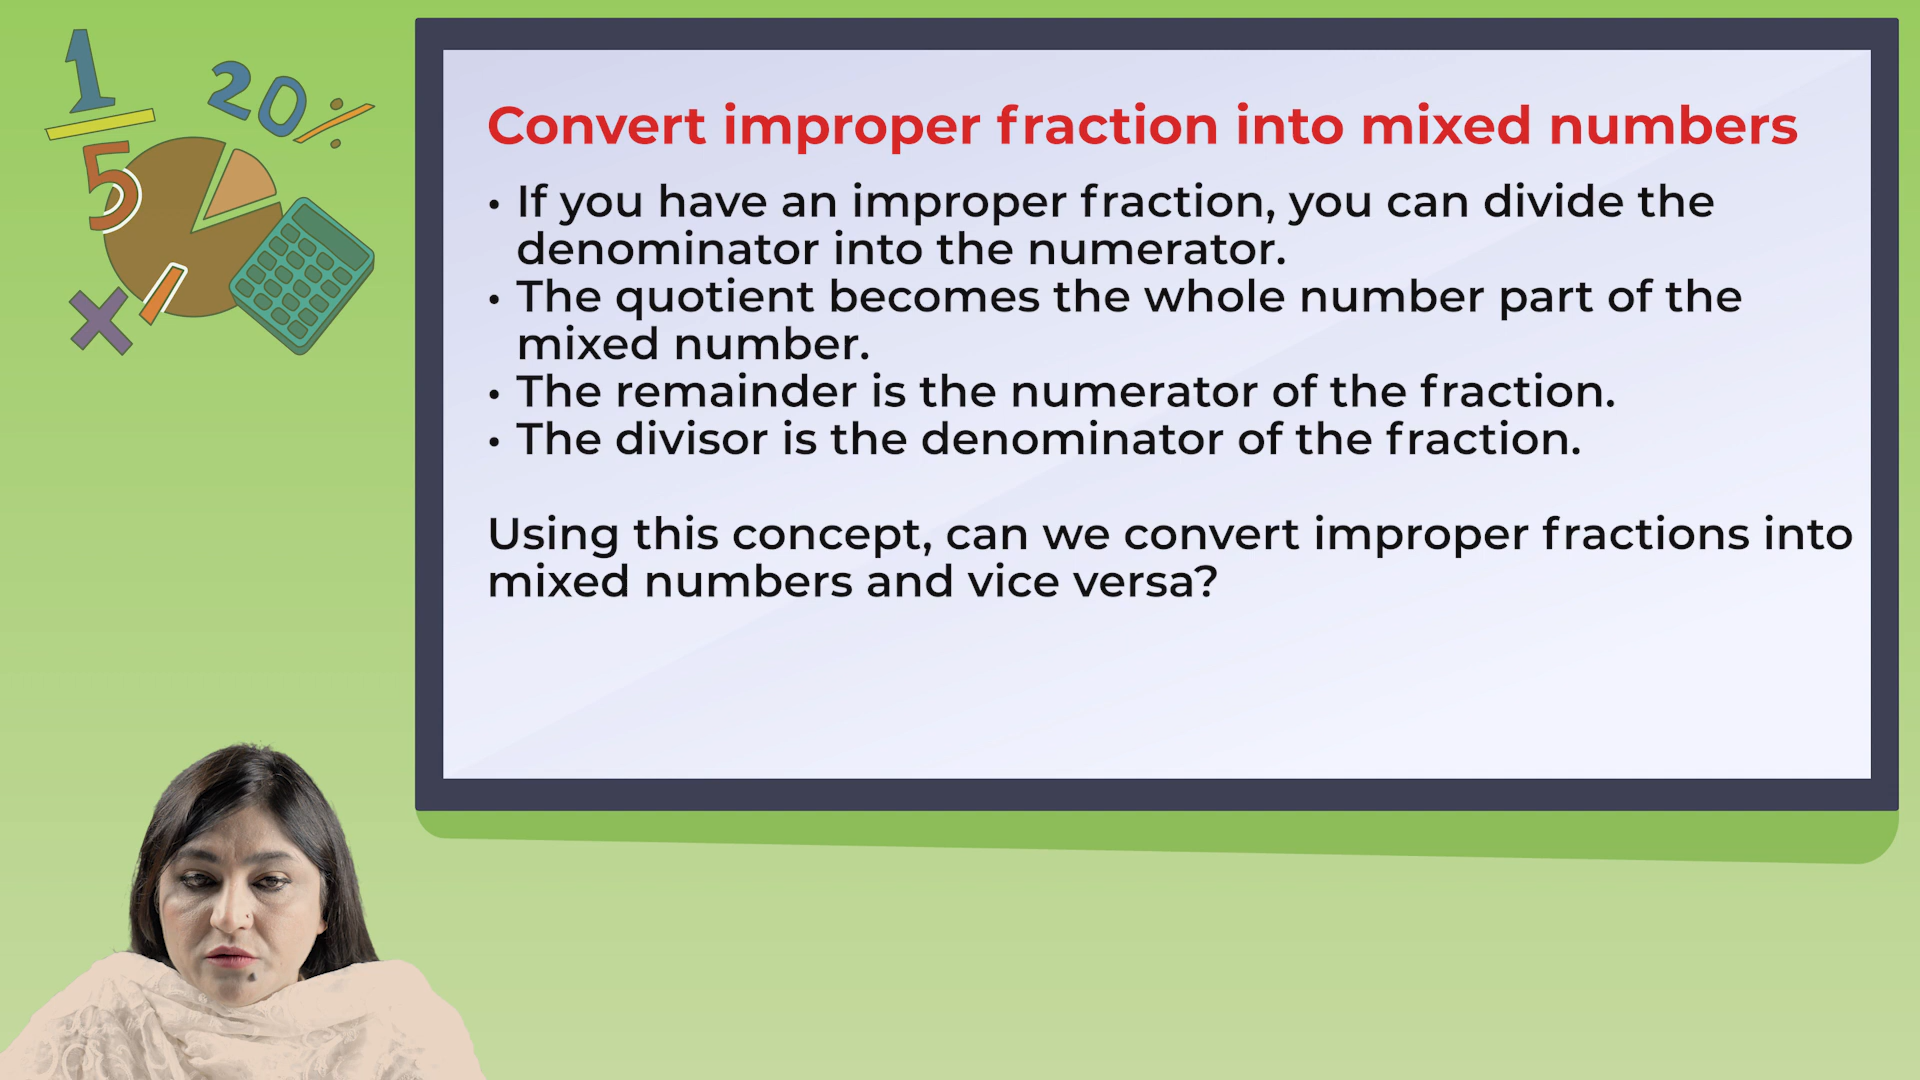 1
5
20%
Convert improper fraction into mixed numbers
• If you have an improper fraction, you can divide the
denominator into the numerator.
• The quotient becomes the whole number part of the
mixed number.
• The remainder is the numerator of the fraction.
• The divisor is the denominator of the fraction.
Using this concept, can we convert improper fractions into
mixed numbers and vice versa?